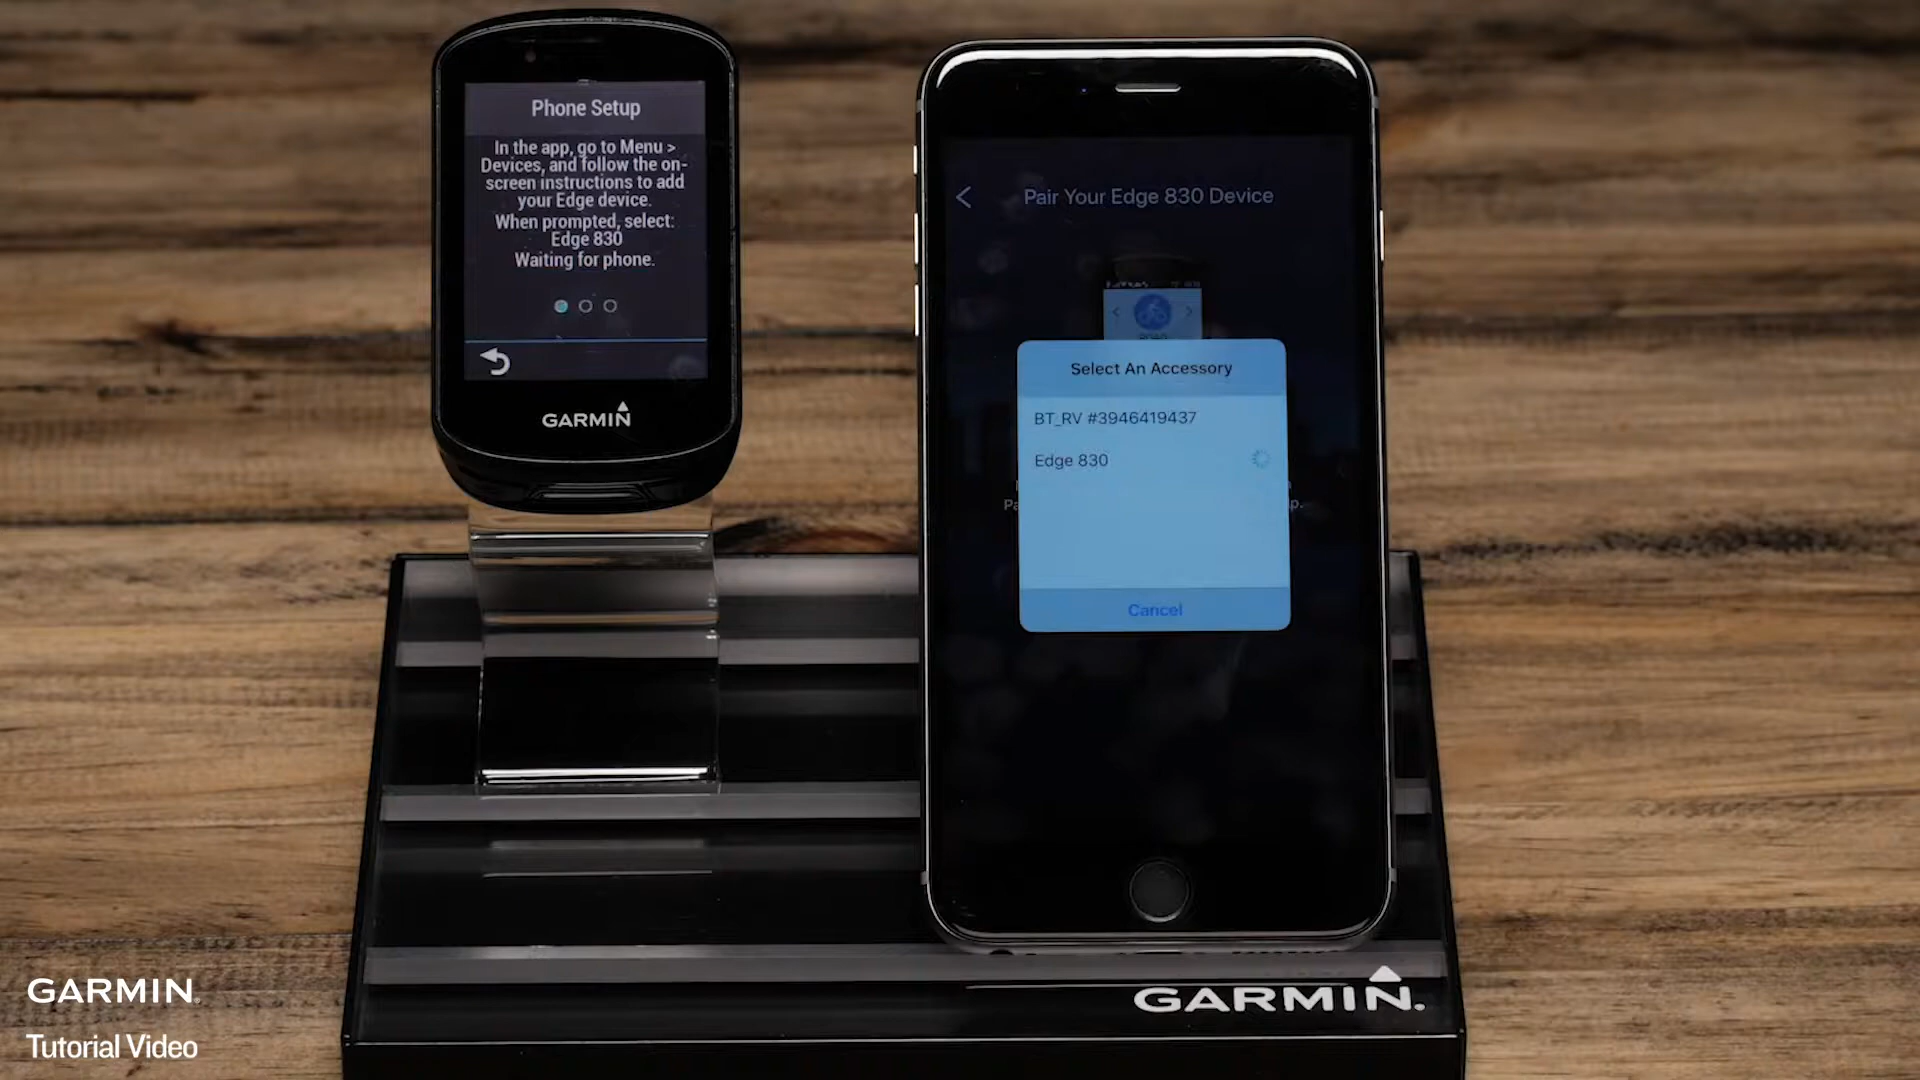 Phone Setup
In the app, go to Menu >
Devices, and follow the on-
screen instructions to add
your Edge device.
When prompted, select:
Edge 830
Waiting for phone.
GARMIN
Pair Your Edge 830 Device
Select An Accessory
BT_RV #3946419437
Edge 830
Cancel
GARMIN.
GARMIN
Tutorial Video